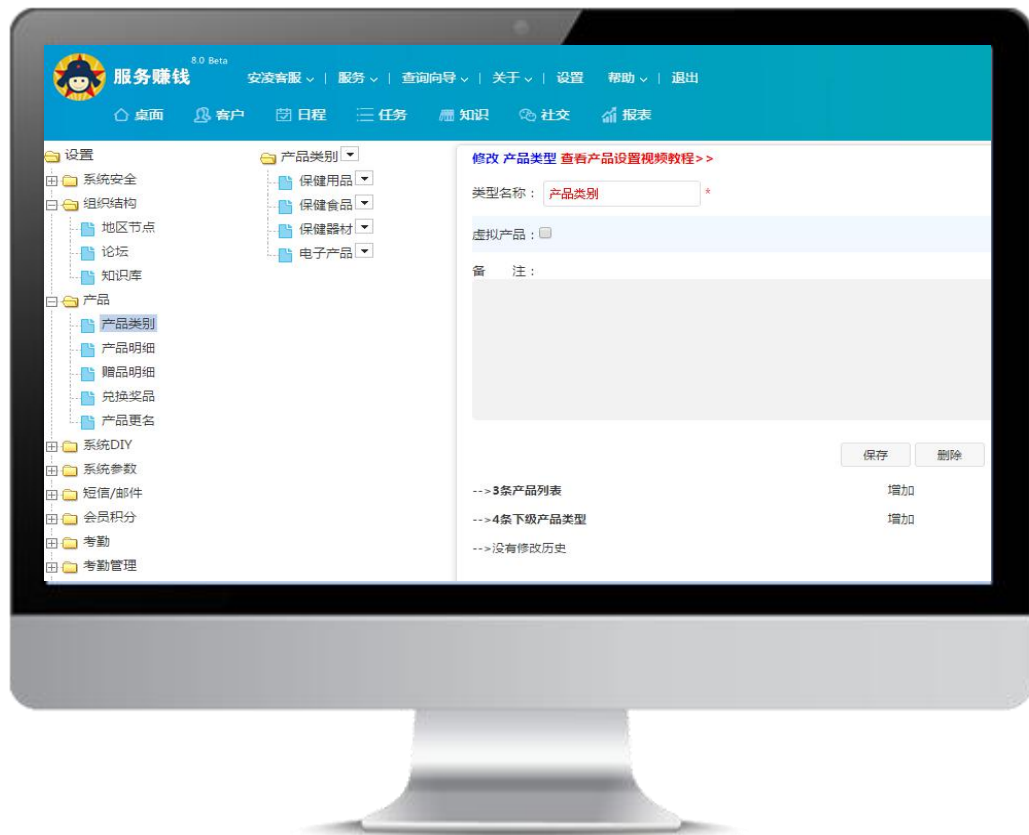 8.0 Beta
服务赚钱
安凌客服 | 服务 | 查询向导 | 关于 | 设置 帮助 | 退出
桌面 客户 日程 任务 知识 社交 报表
设置
系统安全
组织结构
地区节点
论坛
知识库
产品
产品类别
产品明细
赠品明细
兑换奖品
产品更名
系统DIY
系统参数
短信/邮件
会员积分
考勤
考勤管理
产品类别
保健用品
保健食品
保健器材
电子产品
修改 产品类型 查看产品设置视频教程>>
类型名称： 产品类别 *
虚拟产品：
备 注：
保存 删除
-->3条产品列表 增加
-->4条下级产品类型 增加
-->没有修改历史